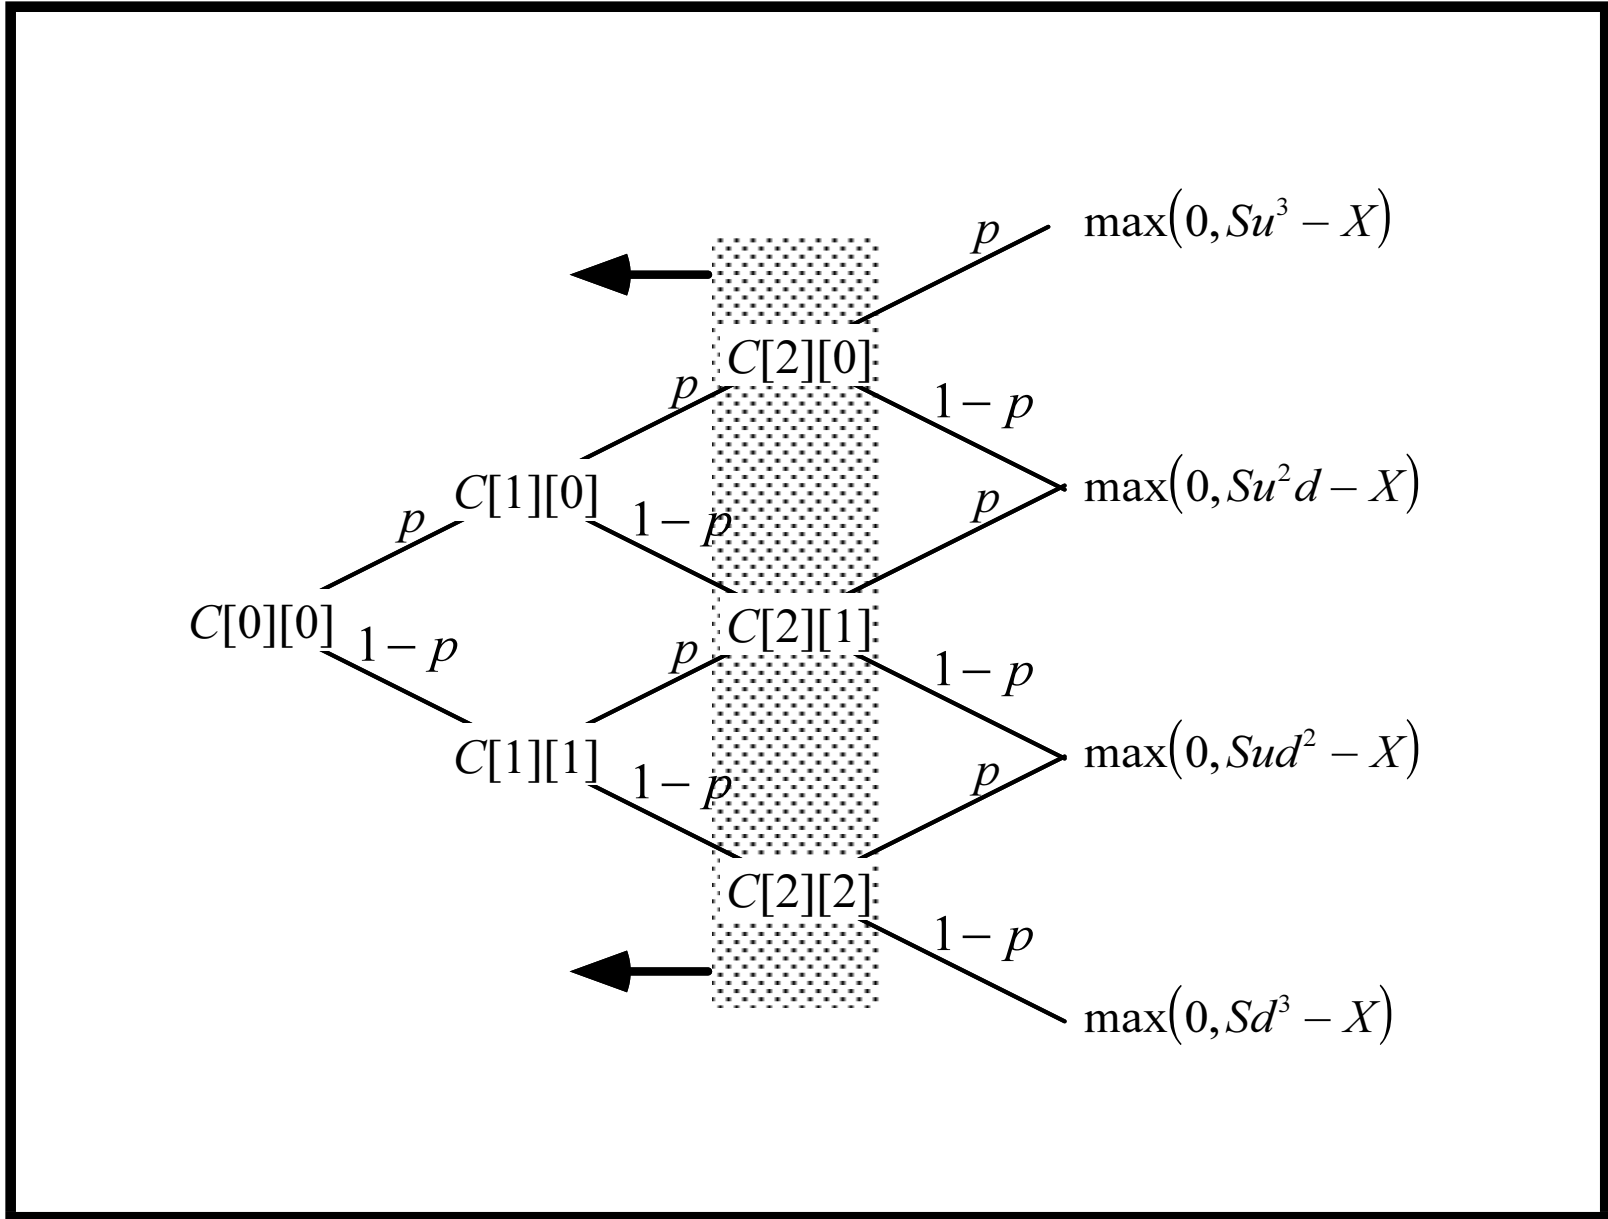 max(0, Su³ − X)
p
C[2][0]
p
1 − p
C[1][0]
max(0, Su²d − X)
p
p
1 − p
C[0][0]
C[2][1]
1 − p
p
1 − p
C[1][1]
max(0, Sud² − X)
p
1 − p
C[2][2]
1 − p
max(0, Sd³ − X)